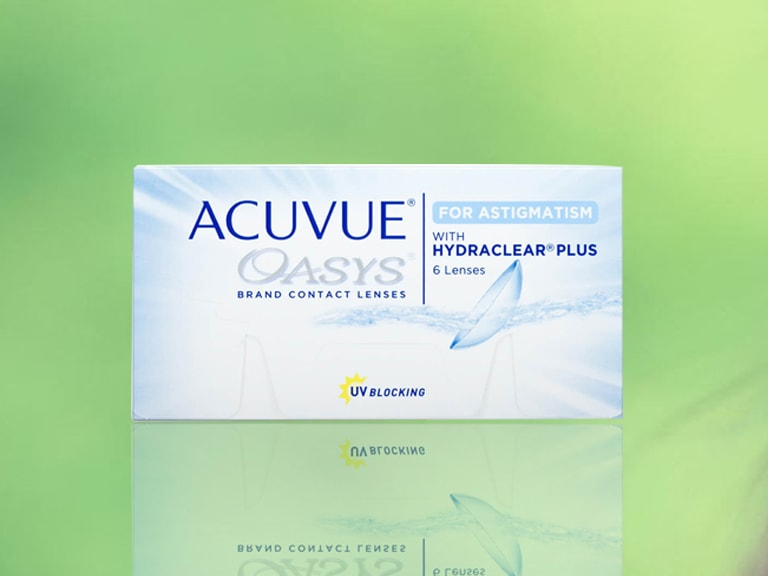 ACUVUE®
OASYS®
BRAND CONTACT LENSES
FOR ASTIGMATISM
WITH
HYDRACLEAR® PLUS
6 Lenses
UV BLOCKING